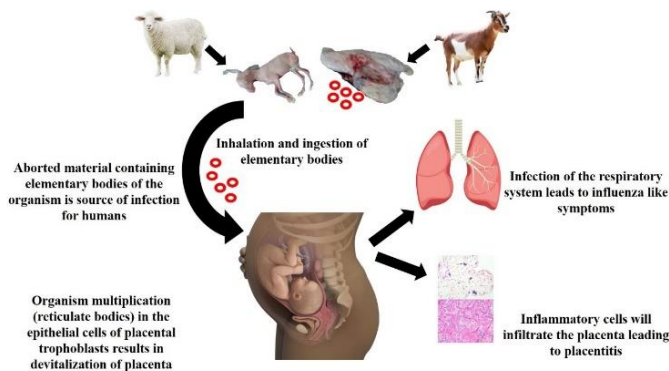 Inhalation and ingestion of
elementary bodies
Aborted material containing
elementary bodies of the
organism is source of infection
for humans
Infection of the respiratory
system leads to influenza like
symptoms
Organism multiplication
(reticulate bodies) in the
epithelial cells of placental
trophoblasts results in
devitalization of placenta
Inflammatory cells will
infiltrate the placenta leading
to placentitis